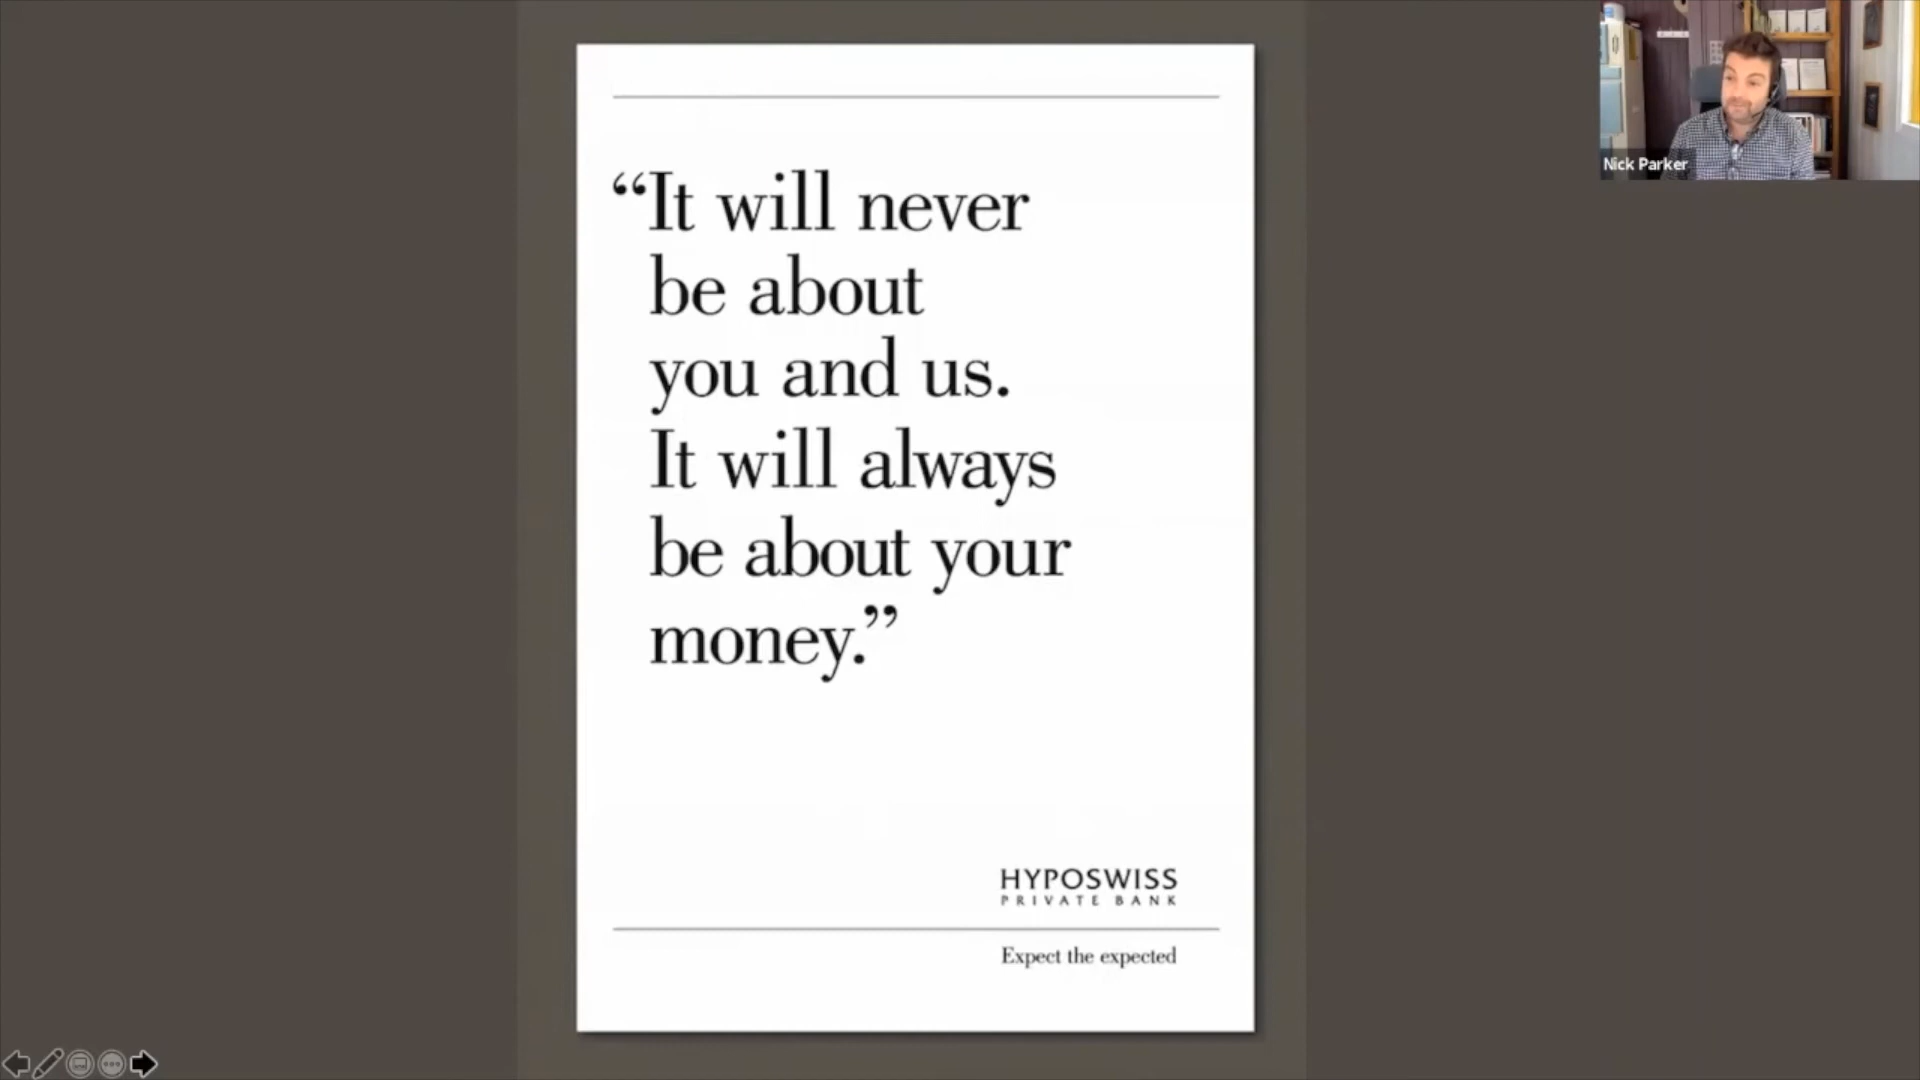 “It will never
be about
you and us.
It will always
be about your
money.”
HYPOSWISS
PRIVATE BANK
Expect the expected
Nick Parker